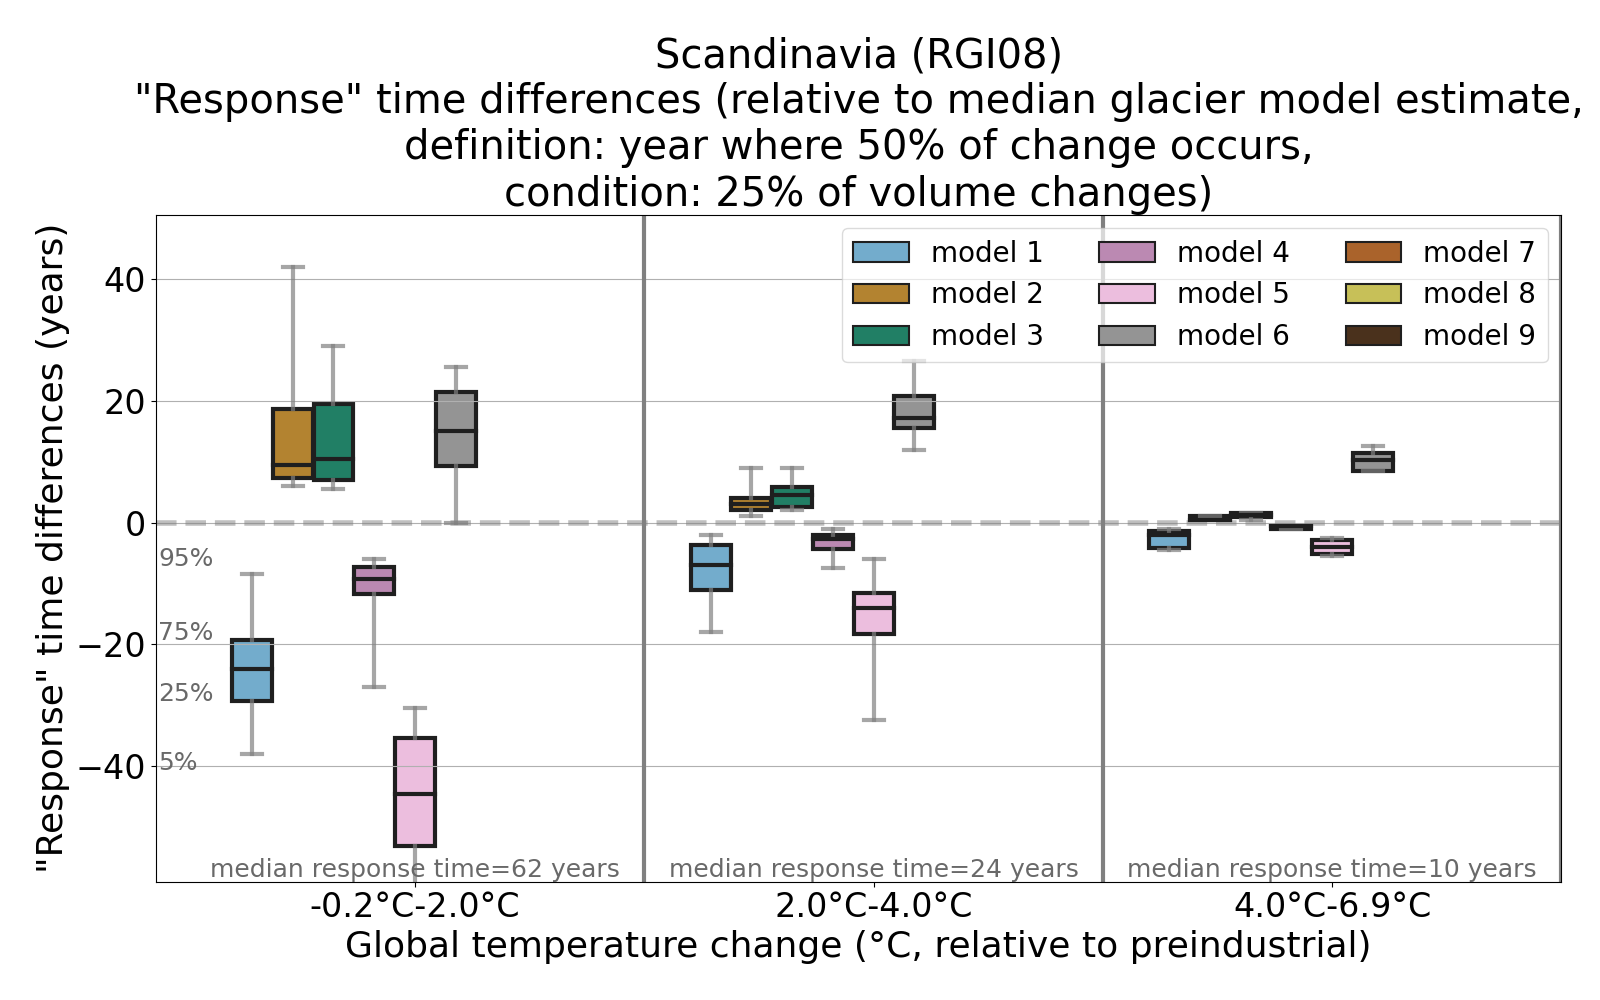 Scandinavia (RGI08)
"Response" time differences (relative to median glacier model estimate,
definition: year where 50% of change occurs,
condition: 25% of volume changes)
"Response" time differences (years)
40
20
0
−20
−40
95%
75%
25%
5%
model 1
model 2
model 3
model 4
model 5
model 6
model 7
model 8
model 9
median response time=62 years
median response time=24 years
median response time=10 years
-0.2°C-2.0°C
2.0°C-4.0°C
4.0°C-6.9°C
Global temperature change (°C, relative to preindustrial)